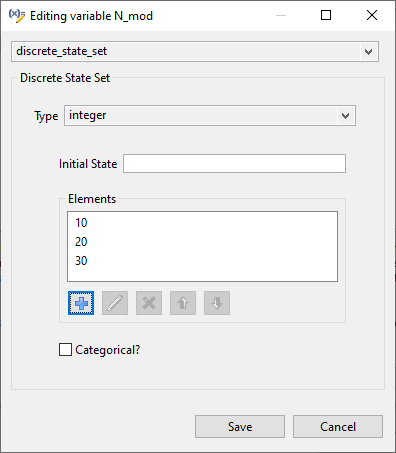 Editing variable N_mod
discrete_state_set
Discrete State Set
Type integer
Initial State
Elements
10
20
30
Categorical?
Save Cancel